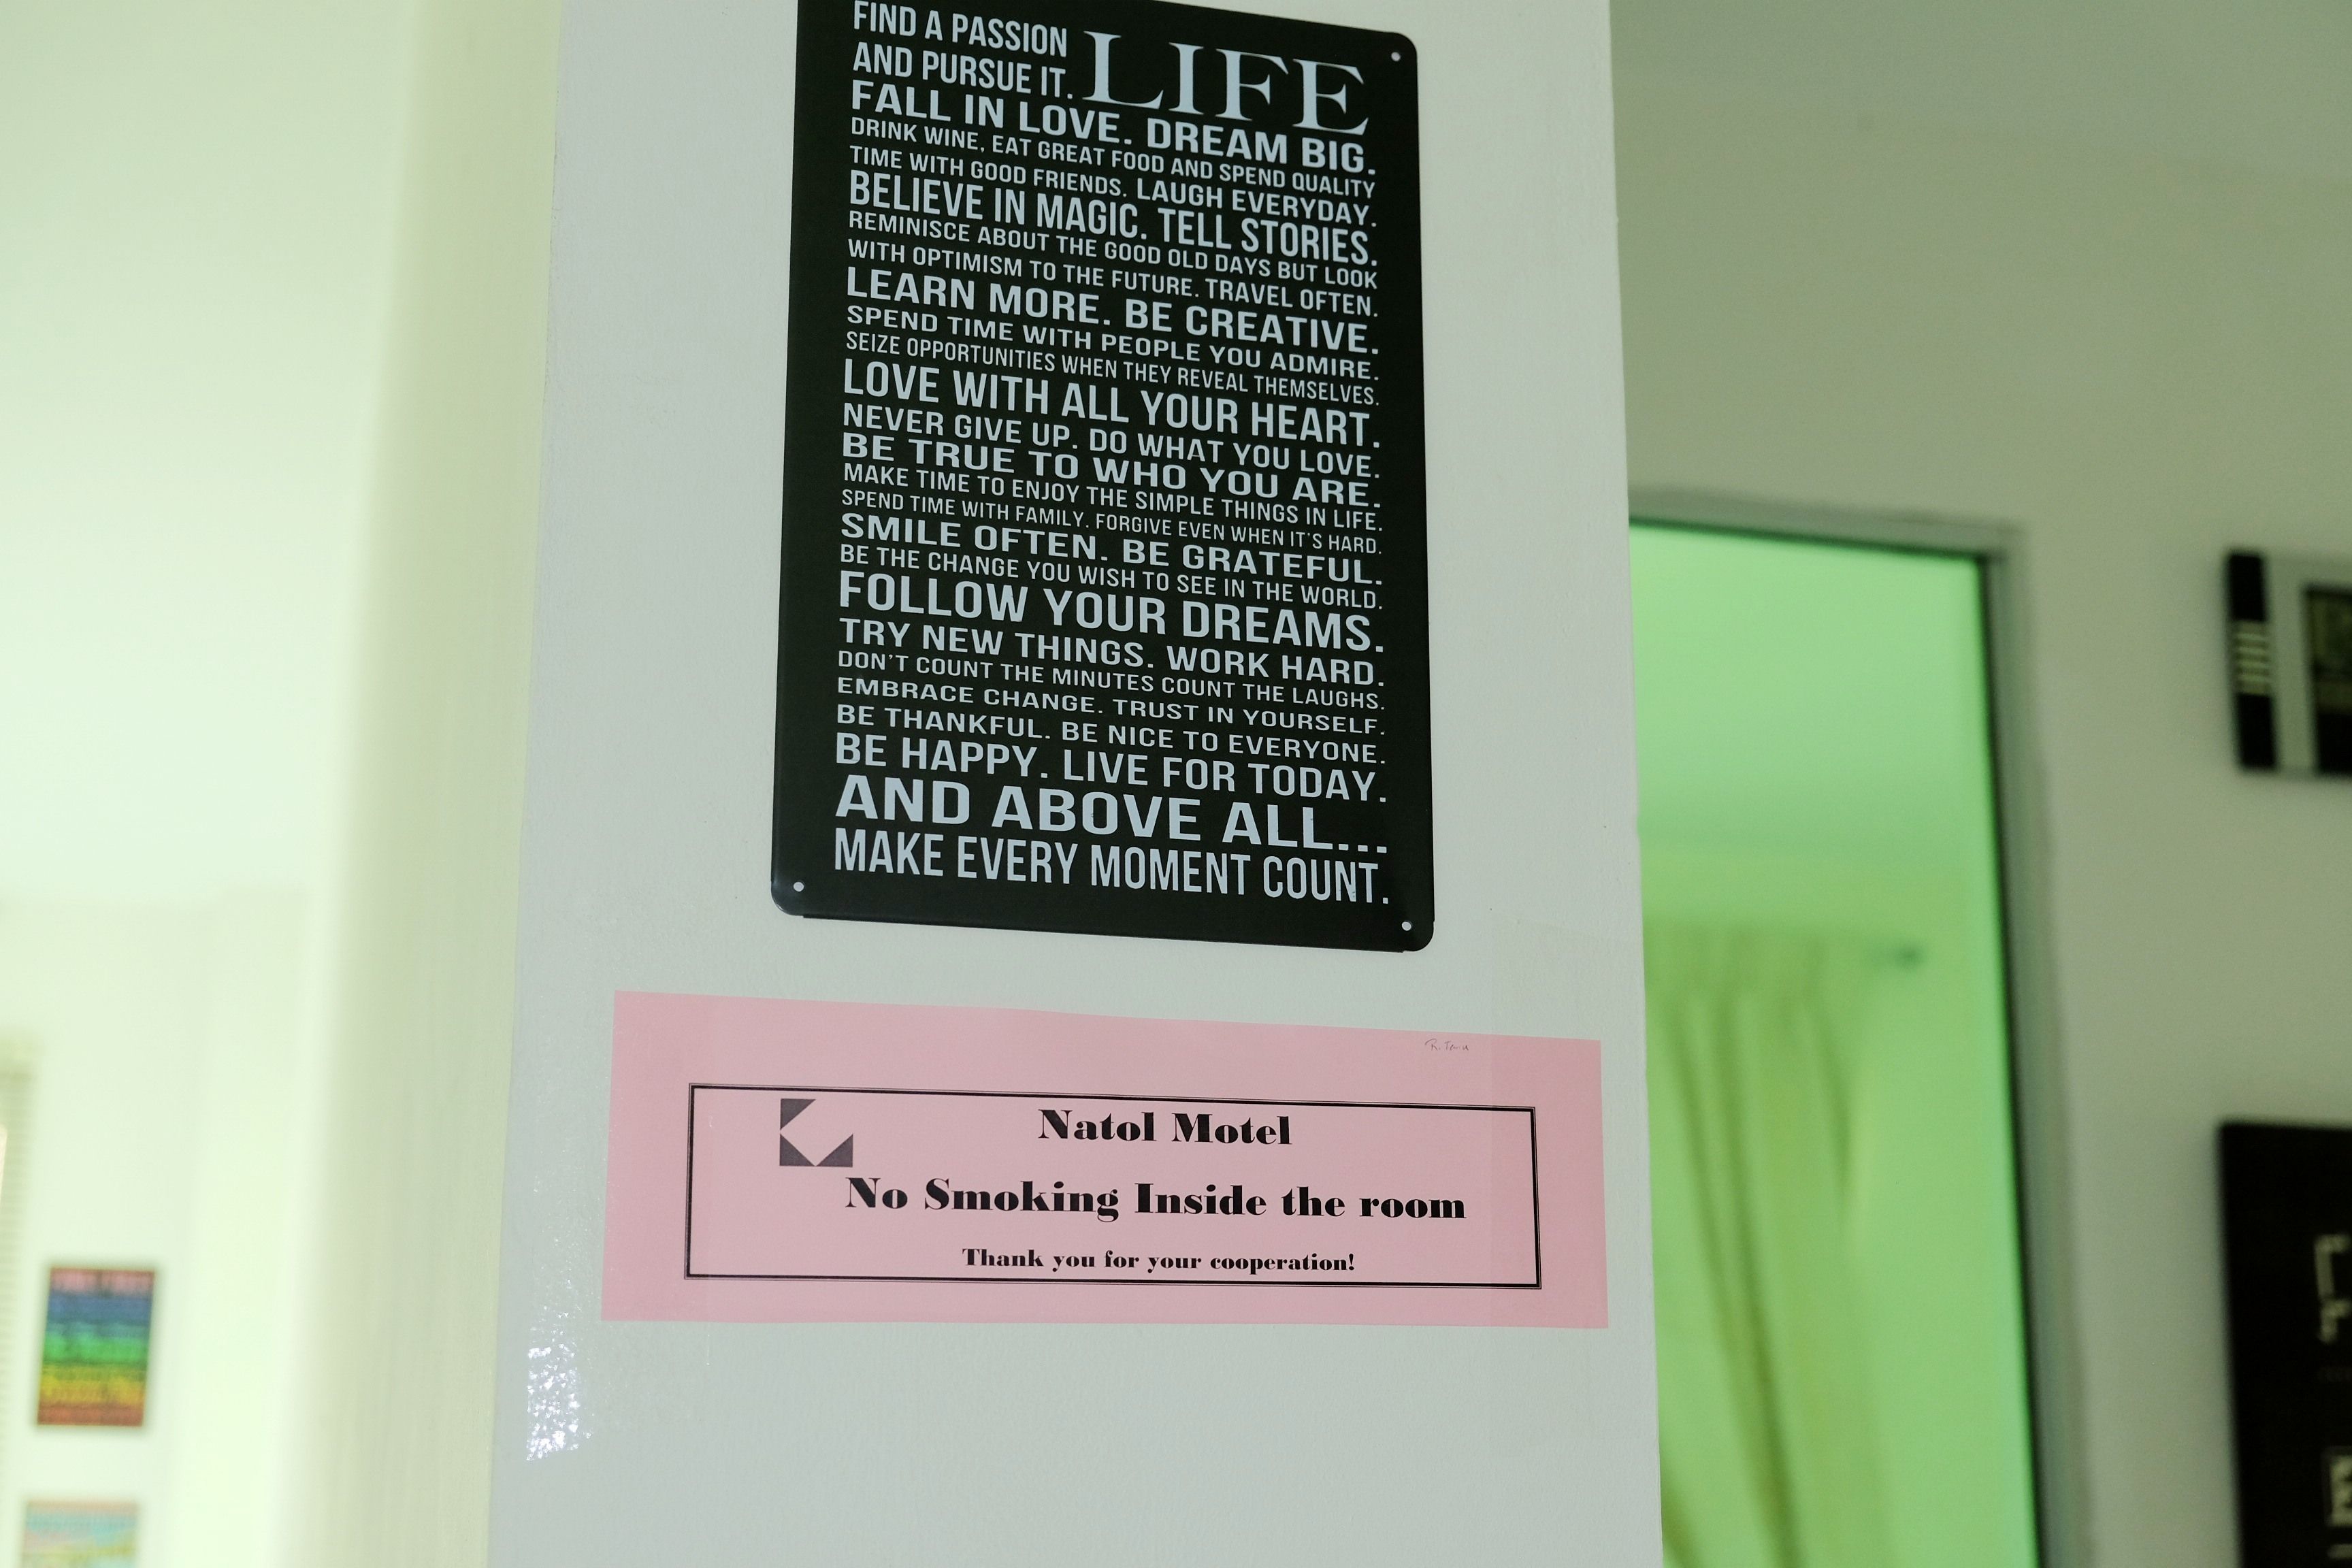 FIND A PASSION
AND PURSUE IT.
LIFE
FALL IN LOVE. DREAM BIG.
DRINK WINE, EAT GREAT FOOD AND SPEND QUALITY
TIME WITH GOOD FRIENDS. LAUGH EVERYDAY.
BELIEVE IN MAGIC. TELL STORIES.
REMINISCE ABOUT THE GOOD OLD DAYS BUT LOOK
WITH OPTIMISM TO THE FUTURE. TRAVEL OFTEN.
LEARN MORE. BE CREATIVE.
SPEND TIME WITH PEOPLE YOU ADMIRE.
SEIZE OPPORTUNITIES WHEN THEY REVEAL THEMSELVES.
LOVE WITH ALL YOUR HEART.
NEVER GIVE UP. DO WHAT YOU LOVE.
BE TRUE TO WHO YOU ARE.
MAKE TIME TO ENJOY THE SIMPLE THINGS IN LIFE.
SPEND TIME WITH FAMILY. FORGIVE EVEN WHEN IT'S HARD.
SMILE OFTEN. BE GRATEFUL.
BE THE CHANGE YOU WISH TO SEE IN THE WORLD.
FOLLOW YOUR DREAMS.
TRY NEW THINGS. WORK HARD.
DON'T COUNT THE MINUTES COUNT THE LAUGHS.
EMBRACE CHANGE. TRUST IN YOURSELF.
BE THANKFUL. BE NICE TO EVERYONE.
BE HAPPY. LIVE FOR TODAY.
AND ABOVE ALL...
MAKE EVERY MOMENT COUNT.
Natol Motel
No Smoking Inside the room
Thank you for your cooperation!